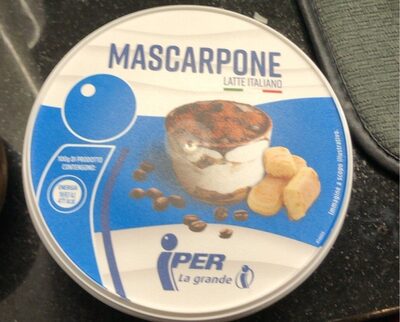 MASCARPONE
LATTE ITALIANO
100g DI PRODOTTO
CONTENGONO:
ENERGIA
Immagine a scopo illustrativo.
iPER
La grande i